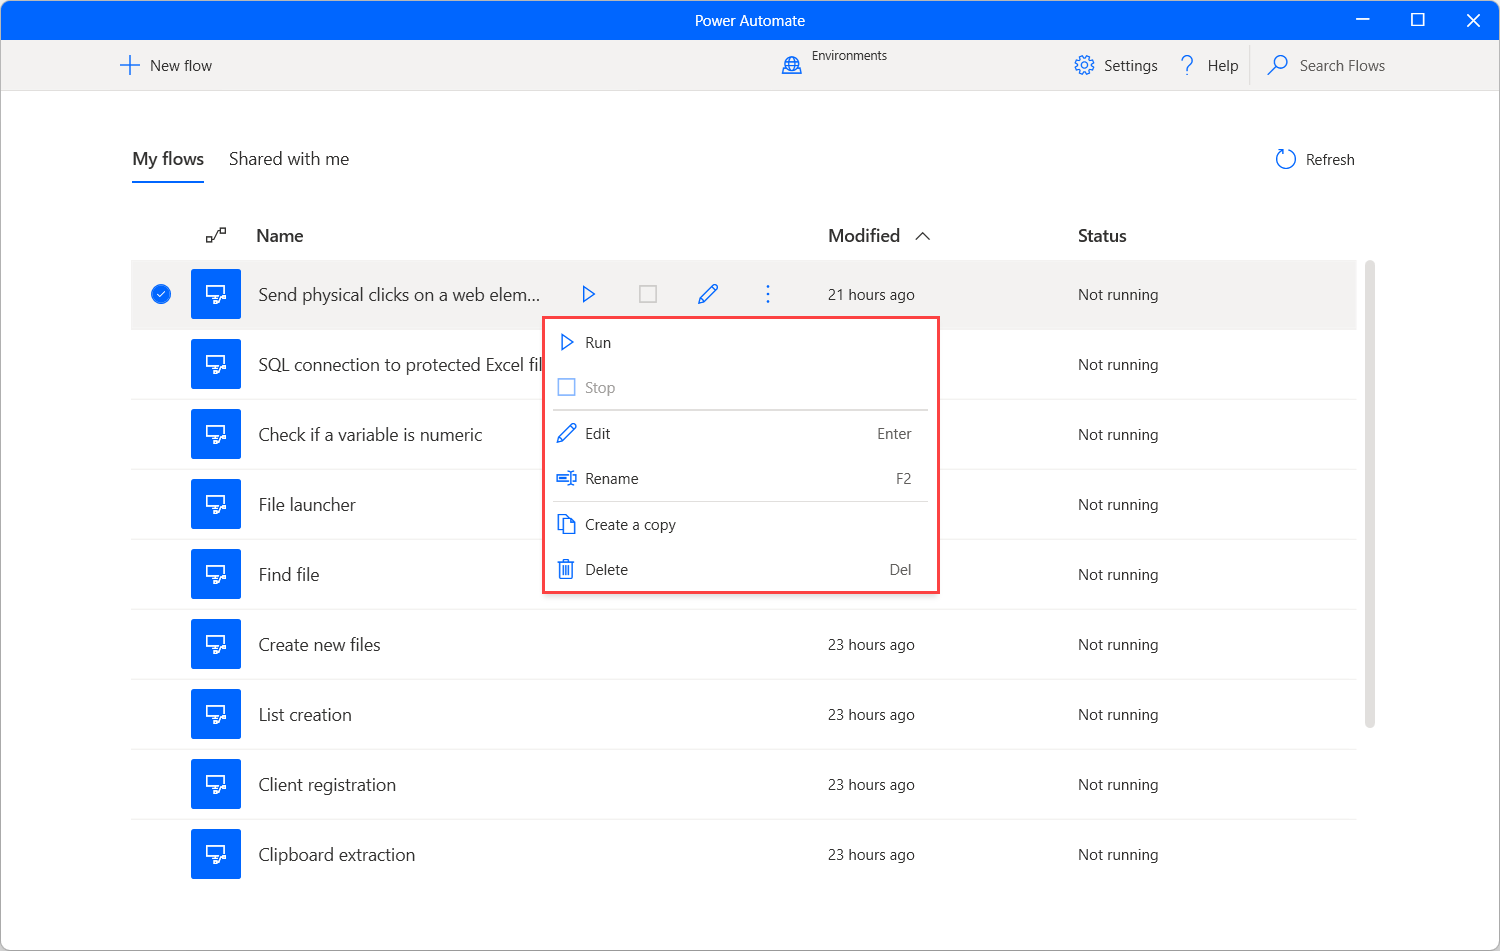 Power Automate
New flow
Environments
Settings
Help
Search Flows
My flows
Shared with me
Refresh
Name
Modified
Status
Send physical clicks on a web elem...
21 hours ago
Not running
SQL connection to protected Excel fil
Not running
Check if a variable is numeric
Not running
File launcher
Not running
Find file
Not running
Run
Stop
Edit Enter
Rename F2
Create a copy
Delete Del
Create new files
23 hours ago
Not running
List creation
23 hours ago
Not running
Client registration
23 hours ago
Not running
Clipboard extraction
23 hours ago
Not running